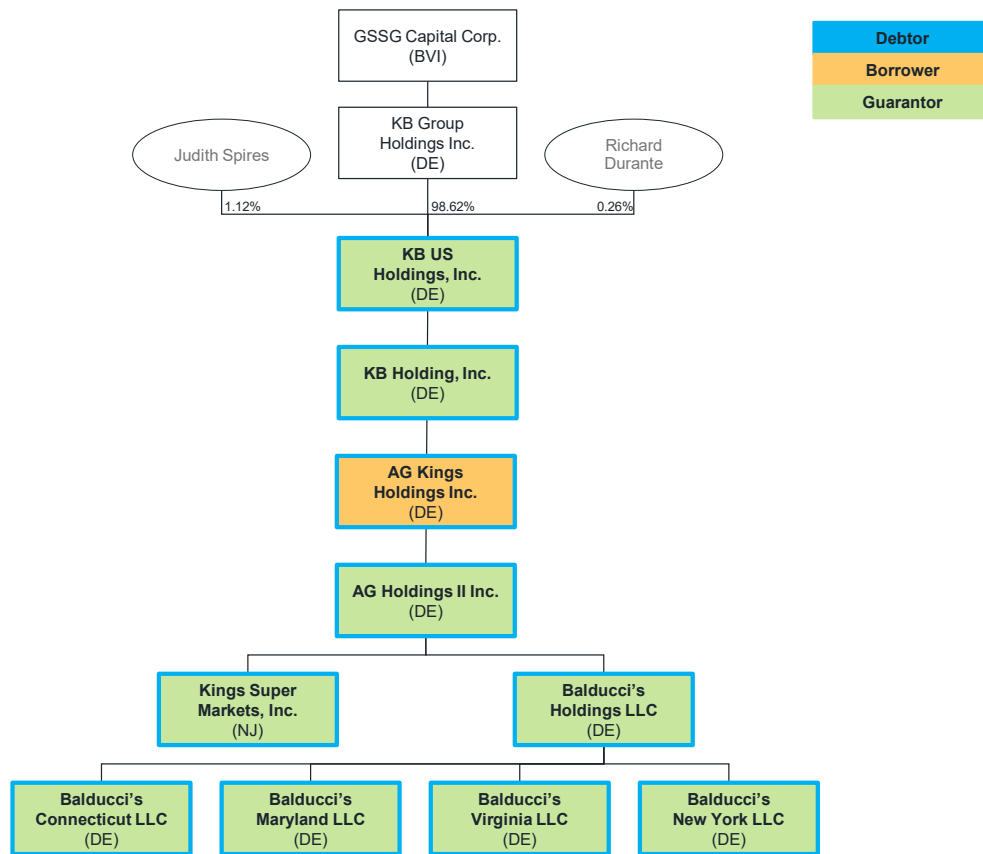 GSSG Capital Corp.
(BVI)
Debtor
Borrower
Guarantor
KB Group
Holdings Inc.
(DE)
Judith Spires
Richard
Durante
1.12%
98.62%
0.26%
KB US
Holdings, Inc.
(DE)
KB Holding, Inc.
(DE)
AG Kings
Holdings Inc.
(DE)
AG Holdings II Inc.
(DE)
Kings Super
Markets, Inc.
(NJ)
Balducci’s
Holdings LLC
(DE)
Balducci’s
Connecticut LLC
(DE)
Balducci’s
Maryland LLC
(DE)
Balducci’s
Virginia LLC
(DE)
Balducci’s
New York LLC
(DE)